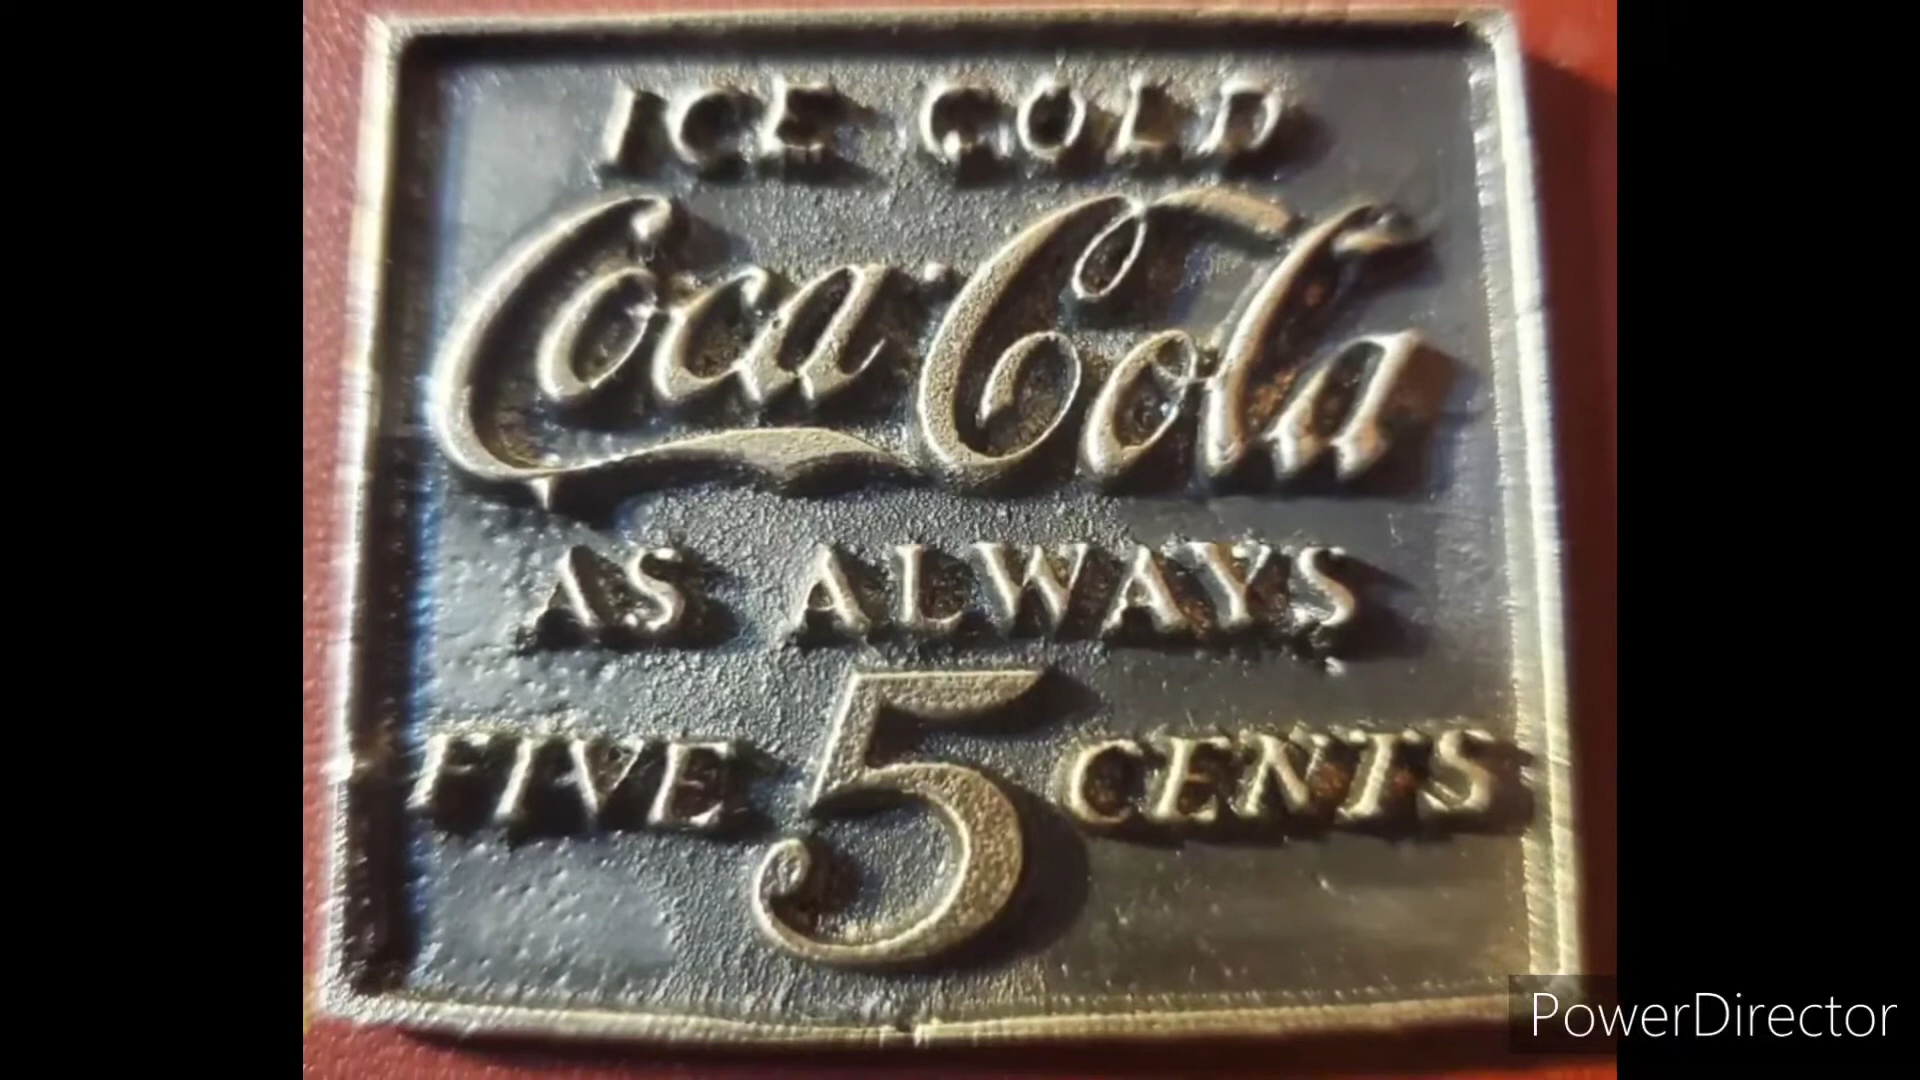 ICE COLD
Coca-Cola
AS ALWAYS
FIVE 5 CENTS
PowerDirector